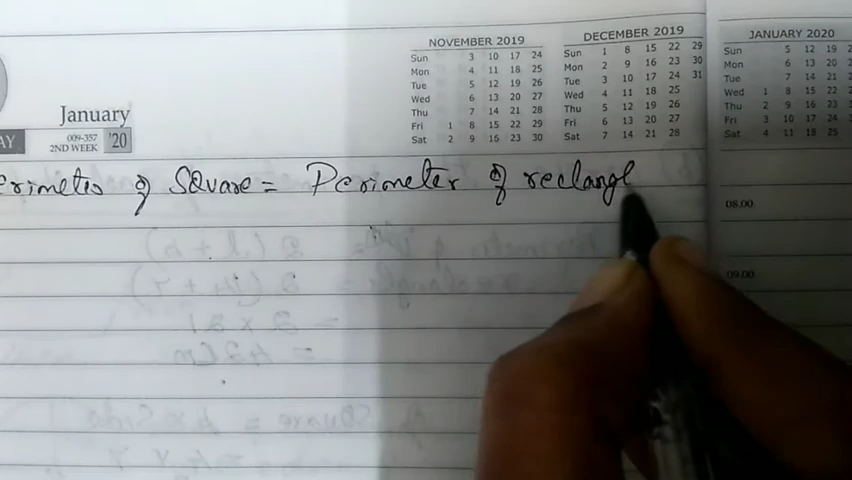 NOVEMBER 2019
Sun 3 10 17 24
Mon 4 11 18 25
Tue 5 12 19 26
Wed 6 13 20 27
Thu 7 14 21 28
Fri 1 8 15 22 29
Sat 2 9 16 23 30
DECEMBER 2019
Sun 1 8 15 22 29
Mon 2 9 16 23 30
Tue 3 10 17 24 31
Wed 4 11 18 25
Thu 5 12 19 26
Fri 6 13 20 27
Sat 7 14 21 28
JANUARY 2020
Sun 5 12 19
Mon 6 13 20
Tue 7 14 21
Wed 1 8 15 22
Thu 2 9 16 23
Fri 3 10 17 24
Sat 4 11 18 25
January
AY 009-357 '20
2ND WEEK
erimeter of Square = Perimeter of rectangl
08.00
09.00